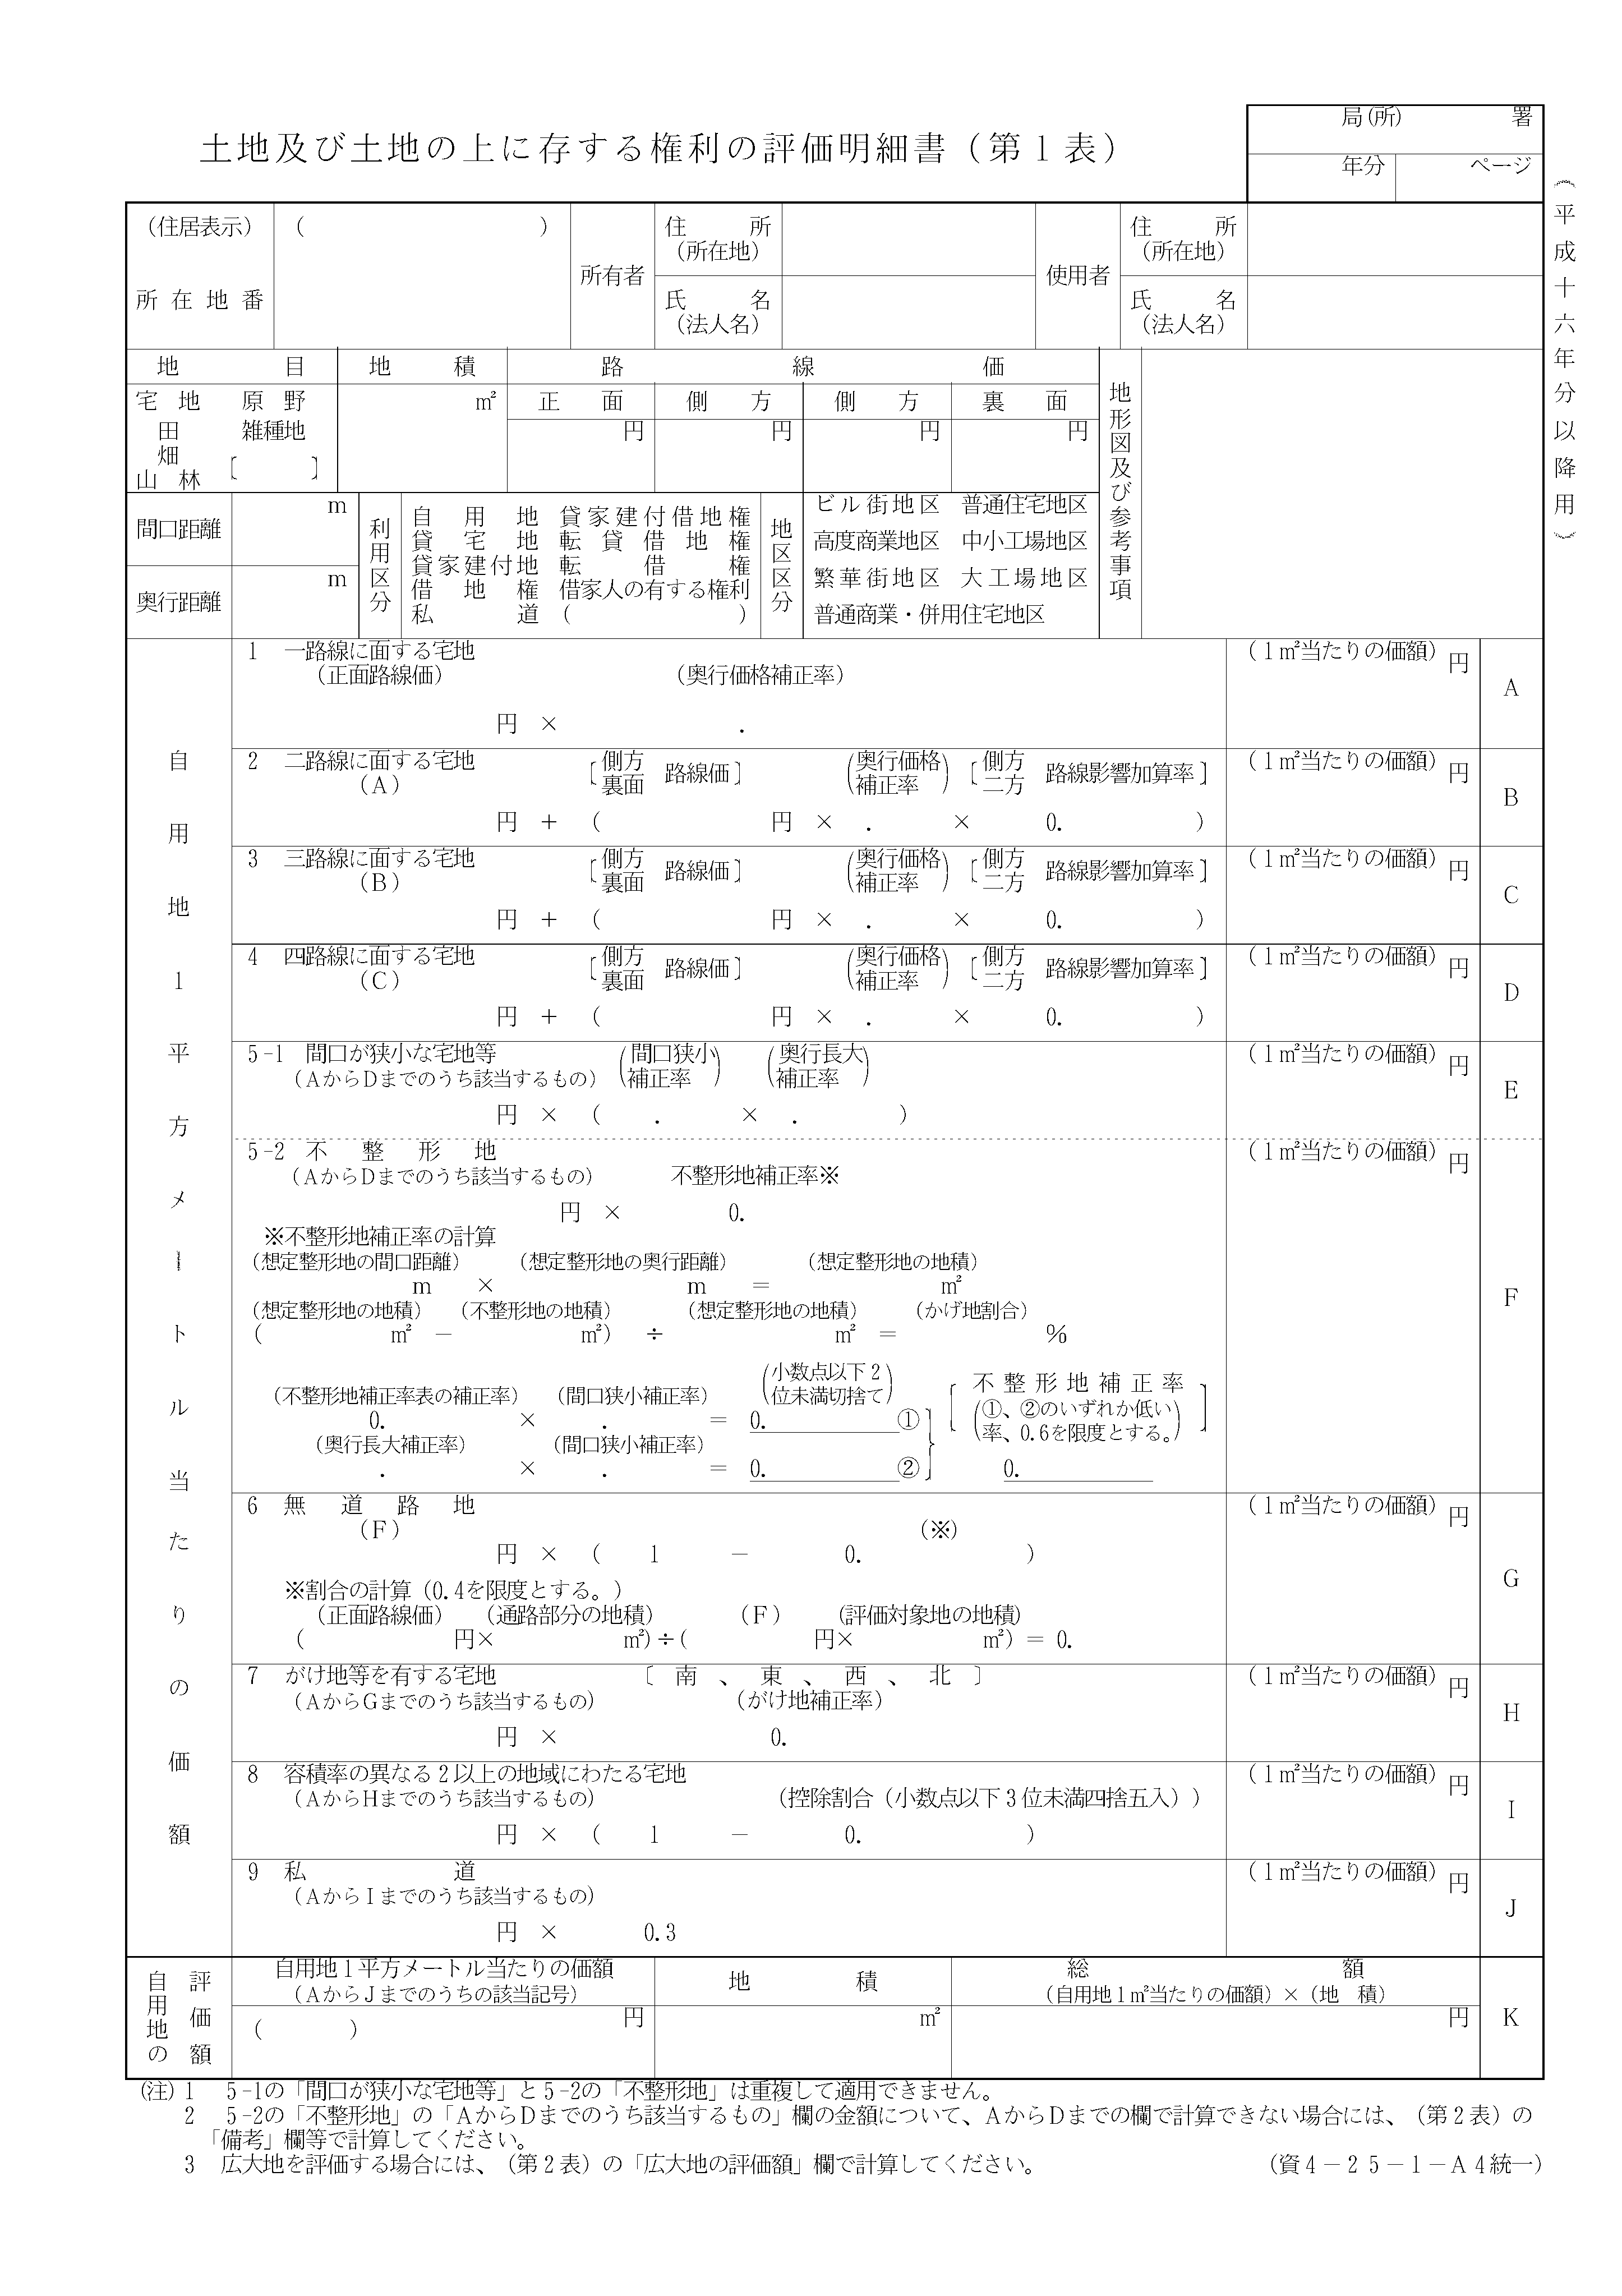 土地及び土地の上に存する権利の評価明細書（第１表）
局(所)　署
年分　ページ
（平成十六年分以降用）
（住居表示）（　　）
所在地番
所有者
住所（所在地）
氏名（法人名）
使用者
住所（所在地）
氏名（法人名）
地目　地積　路線価
宅地　原野　㎡　正面　側方　側方　裏面
田　雑種地　円　円　円　円
畑
山林　〔　　〕
地形図及び参考事項
間口距離　m
奥行距離　m
利用区分
自用地　貸家建付借地権
貸宅地　転貸借地権
貸家建付地　転借権
借地権　借家人の有する権利
私道　（　　）
地区区分
ビル街地区　普通住宅地区
高度商業地区　中小工場地区
繁華街地区　大工場地区
普通商業・併用住宅地区
自用地１平方メートル当たりの価額
1　一路線に面する宅地　（１㎡当たりの価額）円　A
（正面路線価）　（奥行価格補正率）
円　×　.
2　二路線に面する宅地　（１㎡当たりの価額）円　B
（A）　［側方 裏面 路線価］　（奥行価格補正率）　［側方 二方 路線影響加算率］
円　＋　（　円　×　.　×　0.　）
3　三路線に面する宅地　（１㎡当たりの価額）円　C
（B）　［側方 裏面 路線価］　（奥行価格補正率）　［側方 二方 路線影響加算率］
円　＋　（　円　×　.　×　0.　）
4　四路線に面する宅地　（１㎡当たりの価額）円　D
（C）　［側方 裏面 路線価］　（奥行価格補正率）　［側方 二方 路線影響加算率］
円　＋　（　円　×　.　×　0.　）
5-1　間口が狭小な宅地等　（１㎡当たりの価額）円　E
（AからDまでのうち該当するもの）　（間口狭小補正率）　（奥行長大補正率）
円　×　（　.　×　.　）
5-2　不整形地　（１㎡当たりの価額）円　F
（AからDまでのうち該当するもの）　不整形地補正率※
円　×　0.
※不整形地補正率の計算
（想定整形地の間口距離）　（想定整形地の奥行距離）　（想定整形地の地積）
m　×　m　＝　㎡
（想定整形地の地積）　（不整形地の地積）　（想定整形地の地積）　（かげ地割合）
（　㎡　－　㎡）　÷　㎡　＝　％
（不整形地補正率表の補正率）　（間口狭小補正率）　（小数点以下２位未満切捨て）　［不整形地補正率
0.　×　.　＝　0.　①　（①、②のいずれか低い率、0.6を限度とする。）］
（奥行長大補正率）　（間口狭小補正率）
.　×　.　＝　0.　②　0.
6　無道路地　（１㎡当たりの価額）円　G
（F）　（※）
円　×　（　1　－　0.　）
※割合の計算（0.4を限度とする。）
（正面路線価）　（通路部分の地積）　（F）　（評価対象地の地積）
（　円×　㎡）÷（　円×　㎡）＝ 0.
7　がけ地等を有する宅地　〔　南　、　東　、　西　、　北　〕　（１㎡当たりの価額）円　H
（AからGまでのうち該当するもの）　（がけ地補正率）
円　×　0.
8　容積率の異なる２以上の地域にわたる宅地　（１㎡当たりの価額）円　I
（AからHまでのうち該当するもの）　（控除割合（小数点以下３位未満四捨五入））
円　×　（　1　－　0.　）
9　私道　（１㎡当たりの価額）円　J
（AからIまでのうち該当するもの）
円　×　0.3
自用地の評価額
自用地１平方メートル当たりの価額　地積　総額
（AからJまでのうちの該当記号）　（自用地１㎡当たりの価額）×（地　積）
（　　）　円　㎡　円　K
(注) 1　5-1の「間口が狭小な宅地等」と5-2の「不整形地」は重複して適用できません。
2　5-2の「不整形地」の「AからDまでのうち該当するもの」欄の金額について、AからDまでの欄で計算できない場合には、（第２表）の
「備考」欄等で計算してください。
3　広大地を評価する場合には、（第２表）の「広大地の評価額」欄で計算してください。　（資４－２５－１－Ａ４統一）